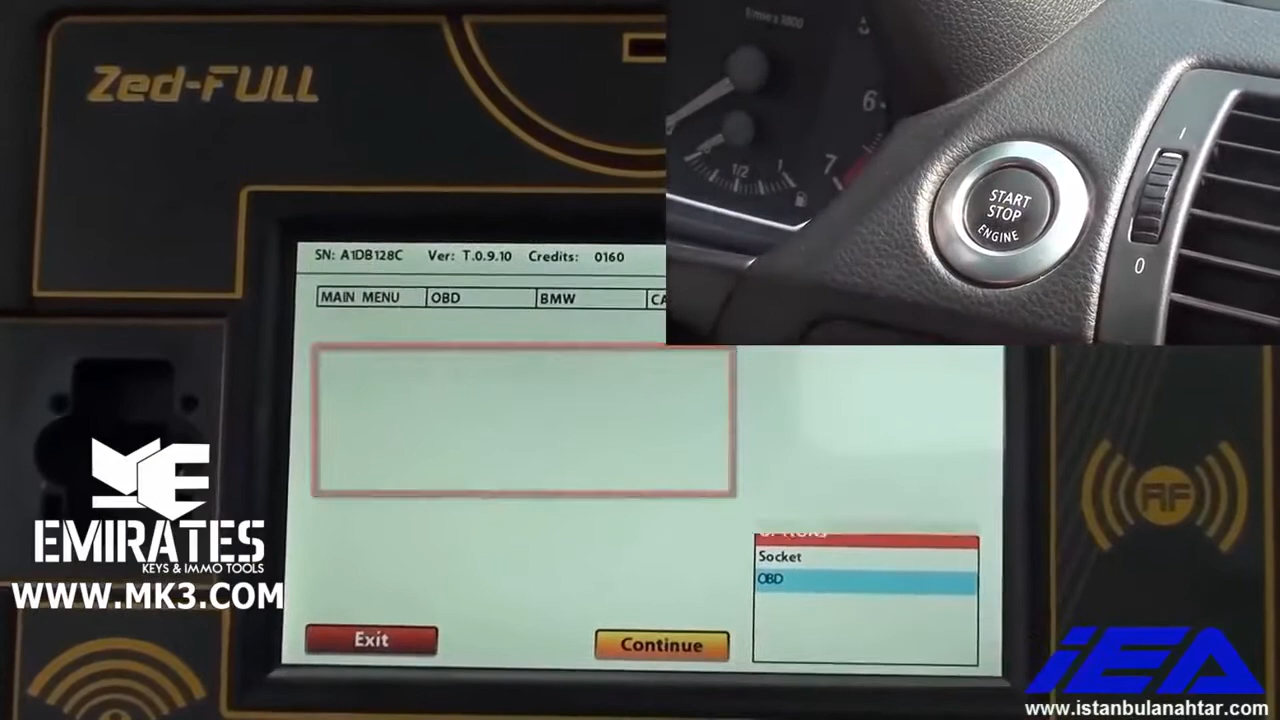 Zed-FULL
SN: A1DB128C Ver: T.0.9.10 Credits: 0160
MAIN MENU OBD BMW CA
Socket
OBD
Exit
Continue
6
7
1/2
START
STOP
ENGINE
I
0
RF
EMIRATES
KEYS & IMMO TOOLS
WWW.MK3.COM
iEA
www.istanbulanahtar.com